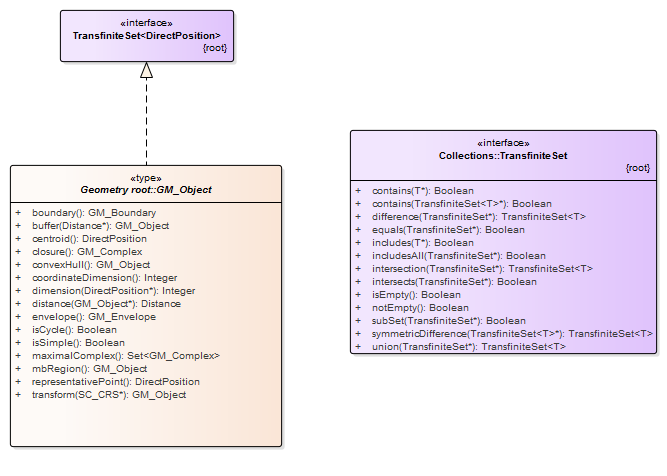 «interface»
TransfiniteSet<DirectPosition>
{root}
«type»
Geometry root::GM_Object
+ boundary(): GM_Boundary
+ buffer(Distance*): GM_Object
+ centroid(): DirectPosition
+ closure(): GM_Complex
+ convexHull(): GM_Object
+ coordinateDimension(): Integer
+ dimension(DirectPosition*): Integer
+ distance(GM_Object*): Distance
+ envelope(): GM_Envelope
+ isCycle(): Boolean
+ isSimple(): Boolean
+ maximalComplex(): Set<GM_Complex>
+ mbRegion(): GM_Object
+ representativePoint(): DirectPosition
+ transform(SC_CRS*): GM_Object
«interface»
Collections::TransfiniteSet
{root}
+ contains(T*): Boolean
+ contains(TransfiniteSet<T>*): Boolean
+ difference(TransfiniteSet*): TransfiniteSet<T>
+ equals(TransfiniteSet*): Boolean
+ includes(T*): Boolean
+ includesAll(TransfiniteSet*): Boolean
+ intersection(TransfiniteSet*): TransfiniteSet<T>
+ intersects(TransfiniteSet*): Boolean
+ isEmpty(): Boolean
+ notEmpty(): Boolean
+ subSet(TransfiniteSet*): Boolean
+ symmetricDifference(TransfiniteSet<T>*): TransfiniteSet<T>
+ union(TransfiniteSet*): TransfiniteSet<T>